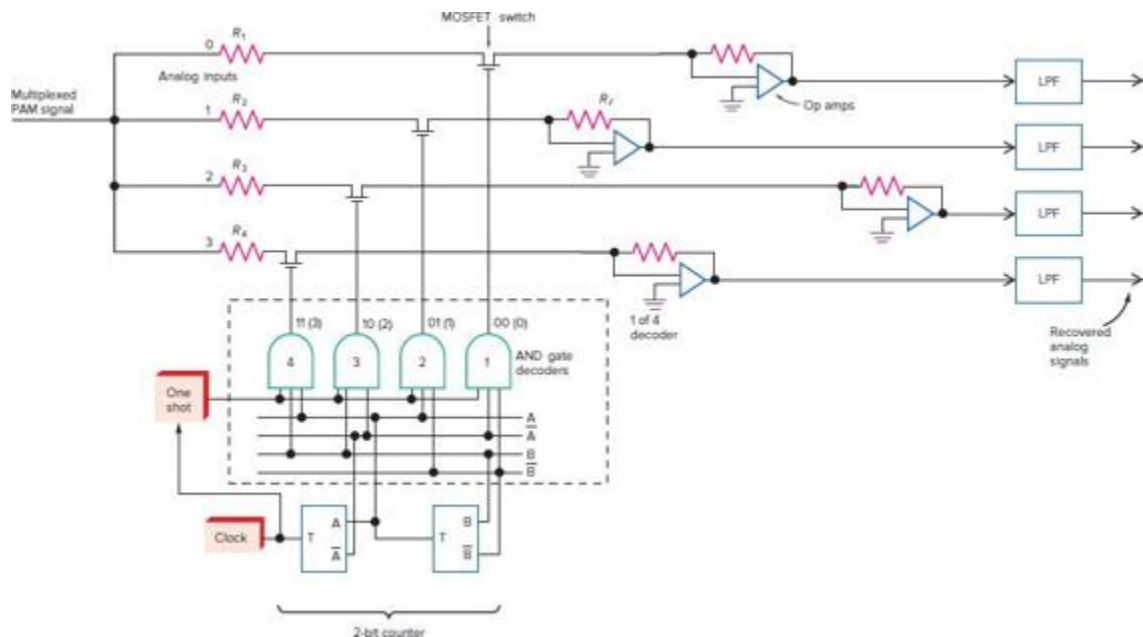 MOSFET switch
0
R₁
Analog inputs
Multiplexed
PAM signal
1
R₂
2
R₃
3
R₄
R_f
Op amps
LPF
LPF
LPF
LPF
1 of 4
decoder
Recovered
analog
signals
11 (3)
10 (2)
01 (1)
00 (0)
4
3
2
1
AND gate
decoders
One
shot
A
A̅
B
B̅
Clock
T
A
A̅
T
B
B̅
2-bit counter